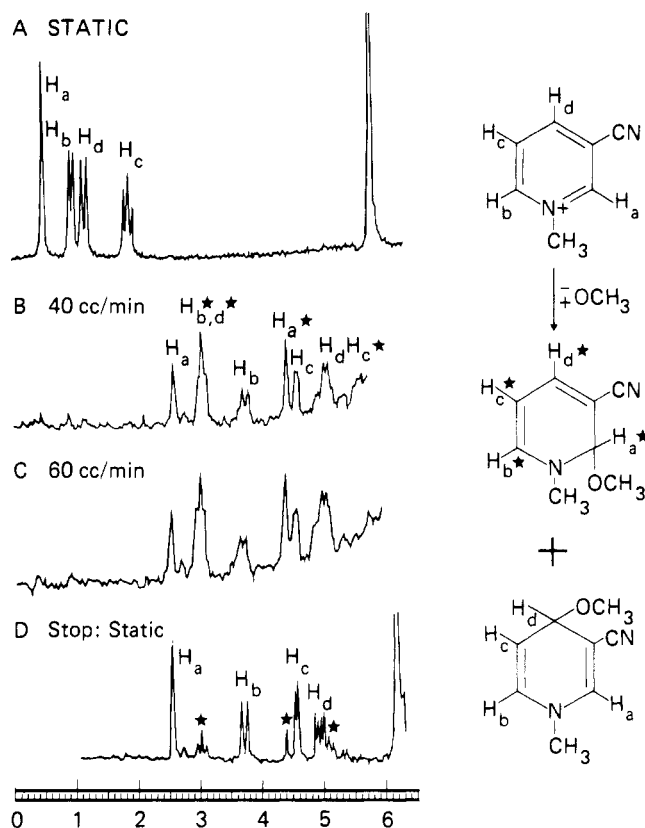 A STATIC
Ha
Hb Hd Hc
B 40 cc/min
Ha Hb,d★★ Hb Ha★ Hc Hd Hc★
C 60 cc/min
D Stop: Static
Ha Hb Hc Hd
★ ★ ★
0 1 2 3 4 5 6
Hd
Hc CN
Hb N+ Ha
CH3
−OCH3
+
Hd★
Hc★ CN
Hb★ N Ha★
CH3 OCH3
+
Hd OCH3
Hc CN
Hb N Ha
CH3